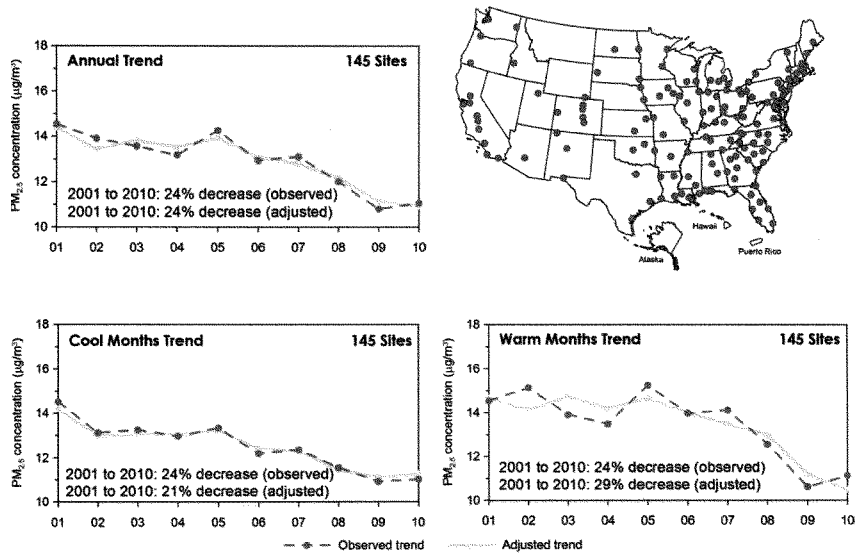 Annual Trend 145 Sites
PM2.5 concentration (µg/m³)
18
16
14
12
10
2001 to 2010: 24% decrease (observed)
2001 to 2010: 24% decrease (adjusted)
01 02 03 04 05 06 07 08 09 10
Alaska
Hawaii
Puerto Rico
Cool Months Trend 145 Sites
PM2.5 concentration (µg/m³)
18
16
14
12
10
2001 to 2010: 24% decrease (observed)
2001 to 2010: 21% decrease (adjusted)
01 02 03 04 05 06 07 08 09 10
Warm Months Trend 145 Sites
PM2.5 concentration (µg/m³)
18
16
14
12
10
2001 to 2010: 24% decrease (observed)
2001 to 2010: 29% decrease (adjusted)
01 02 03 04 05 06 07 08 09 10
Observed trend Adjusted trend